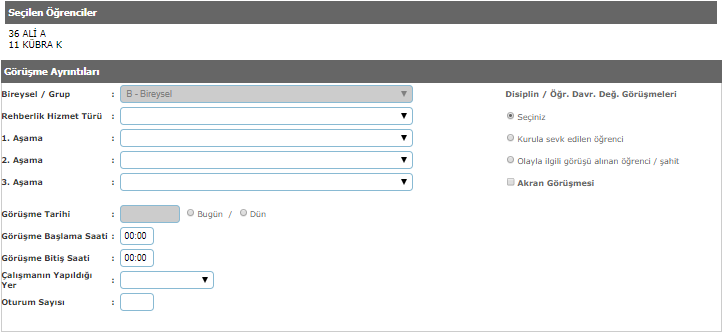 Seçilen Öğrenciler
36 ALİ A
11 KÜBRA K
Görüşme Ayrıntıları
Bireysel / Grup : B - Bireysel
Disiplin / Öğr. Davr. Değ. Görüşmeleri
Rehberlik Hizmet Türü :
Seçiniz
1. Aşama :
Kurula sevk edilen öğrenci
2. Aşama :
Olayla ilgili görüşü alınan öğrenci / şahit
3. Aşama :
Akran Görüşmesi
Görüşme Tarihi : Bugün / Dün
Görüşme Başlama Saati : 00:00
Görüşme Bitiş Saati : 00:00
Çalışmanın Yapıldığı
Yer :
Oturum Sayısı :